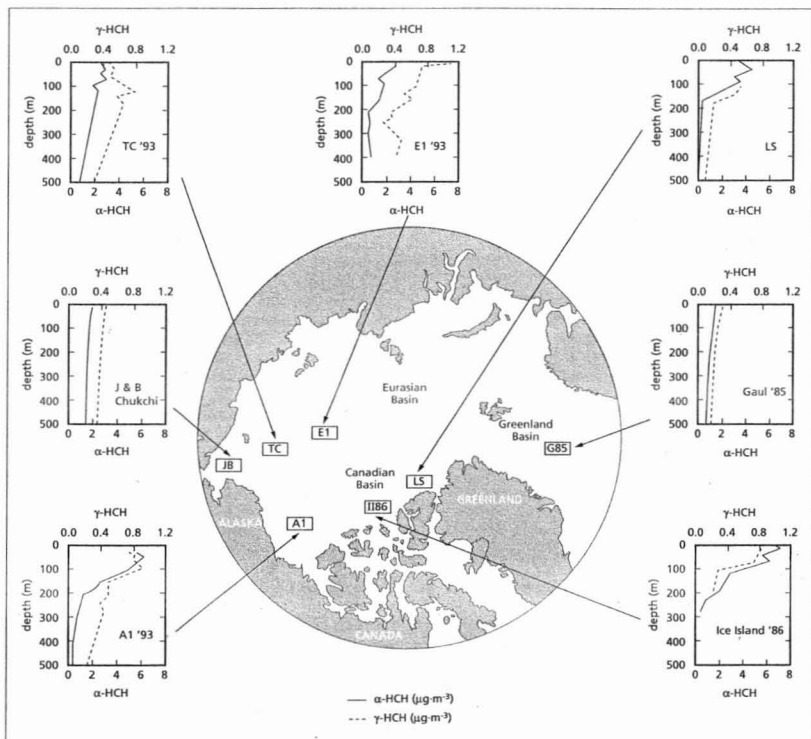 γ-HCH
0.0 0.4 0.8 1.2
0
100
200
300
400
500
depth (m)
TC '93
0 2 4 6 8
α-HCH
γ-HCH
0.0 0.4 0.8 1.2
0
100
200
300
400
500
depth (m)
E1 '93
0 2 4 6 8
α-HCH
γ-HCH
0.0 0.4 0.8 1.2
0
100
200
300
400
500
depth (m)
LS
0 2 4 6 8
α-HCH
γ-HCH
0.0 0.4 0.8 1.2
0
100
200
300
400
500
depth (m)
J & B
Chukchi
0 2 4 6 8
α-HCH
γ-HCH
0.0 0.4 0.8 1.2
0
100
200
300
400
500
depth (m)
Gaul '85
0 2 4 6 8
α-HCH
Eurasian
Basin
Greenland
Basin
Canadian
Basin
JB
TC
E1
G85
LS
II86
A1
ALASKA
GREENLAND
CANADA
γ-HCH
0.0 0.4 0.8 1.2
0
100
200
300
400
500
depth (m)
A1 '93
0 2 4 6 8
α-HCH
γ-HCH
0.0 0.4 0.8 1.2
0
100
200
300
400
500
depth (m)
Ice Island '86
0 2 4 6 8
α-HCH
α-HCH (µg·m⁻³)
γ-HCH (µg·m⁻³)